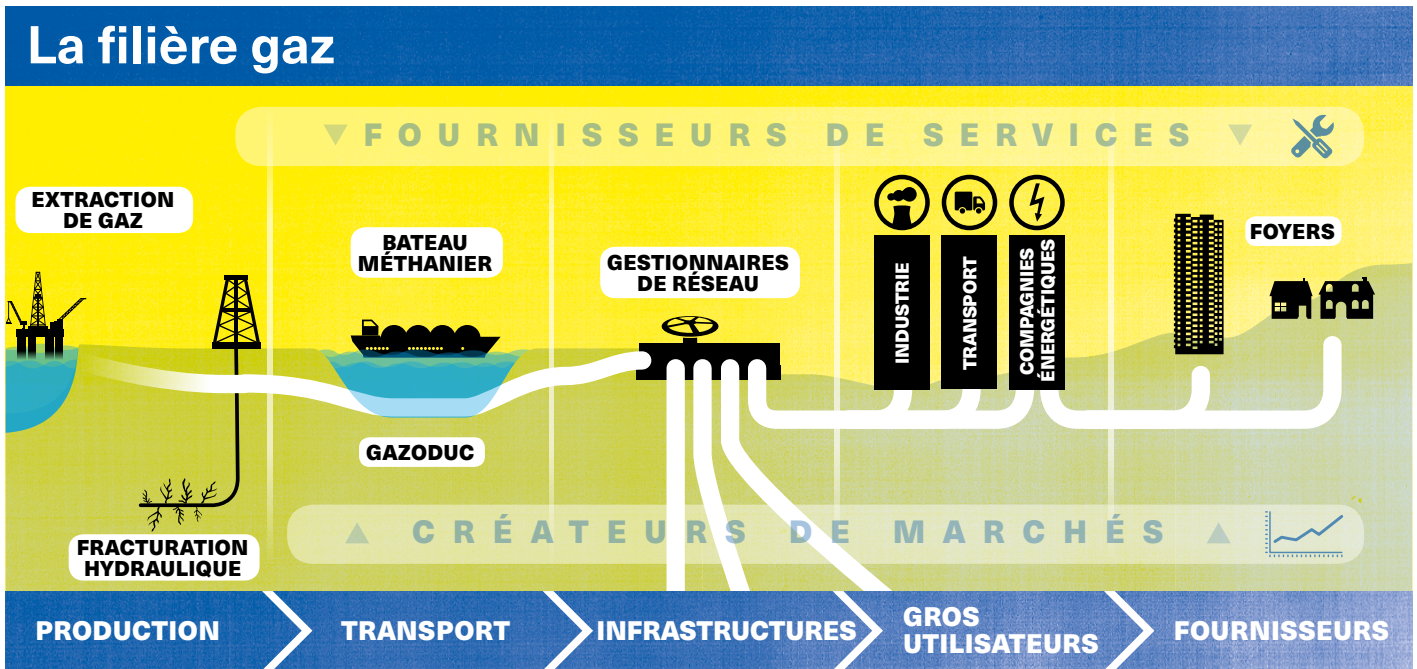 La filière gaz
FOURNISSEURS DE SERVICES
EXTRACTION
DE GAZ
BATEAU
MÉTHANIER
GESTIONNAIRES
DE RÉSEAU
INDUSTRIE
TRANSPORT
COMPAGNIES
ÉNERGÉTIQUES
FOYERS
GAZODUC
FRACTURATION
HYDRAULIQUE
CRÉATEURS DE MARCHÉS
PRODUCTION
TRANSPORT
INFRASTRUCTURES
GROS
UTILISATEURS
FOURNISSEURS